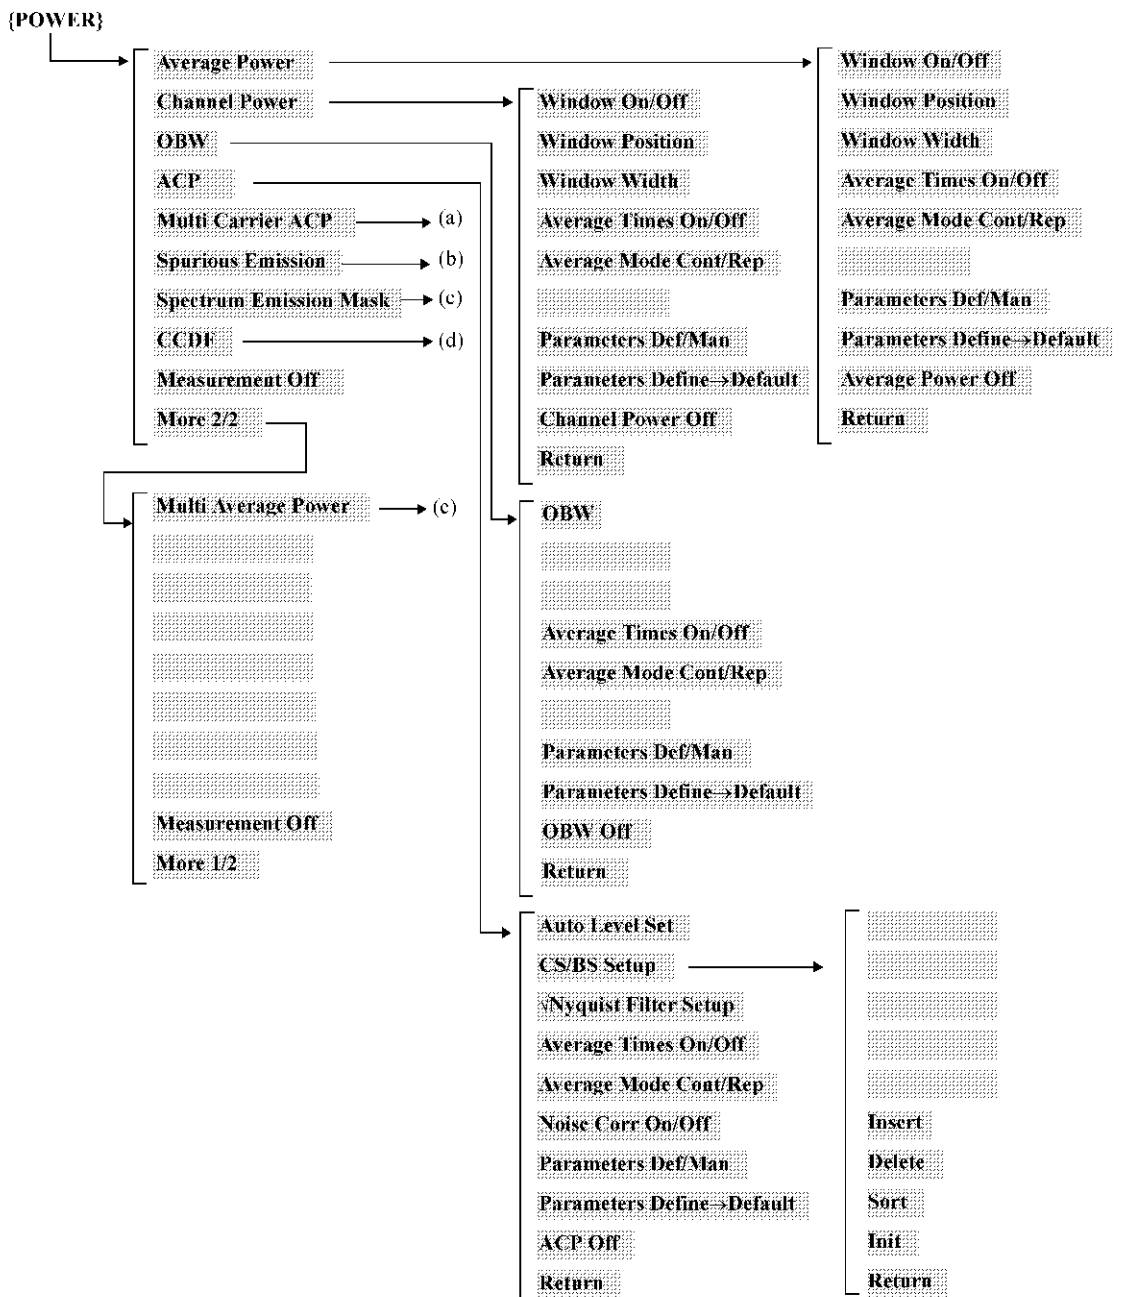 {POWER}
Average Power
Channel Power
OBW
ACP
Multi Carrier ACP
(a)
Spurious Emission
(b)
Spectrum Emission Mask
(c)
CCDF
(d)
Measurement Off
More 2/2
Window On/Off
Window Position
Window Width
Average Times On/Off
Average Mode Cont/Rep
Parameters Def/Man
Parameters Define→Default
Channel Power Off
Return
Window On/Off
Window Position
Window Width
Average Times On/Off
Average Mode Cont/Rep
Parameters Def/Man
Parameters Define→Default
Average Power Off
Return
Multi Average Power
(e)
Measurement Off
More 1/2
OBW
Average Times On/Off
Average Mode Cont/Rep
Parameters Def/Man
Parameters Define→Default
OBW Off
Return
Auto Level Set
CS/BS Setup
√Nyquist Filter Setup
Average Times On/Off
Average Mode Cont/Rep
Noise Corr On/Off
Parameters Def/Man
Parameters Define→Default
ACP Off
Return
Insert
Delete
Sort
Init
Return